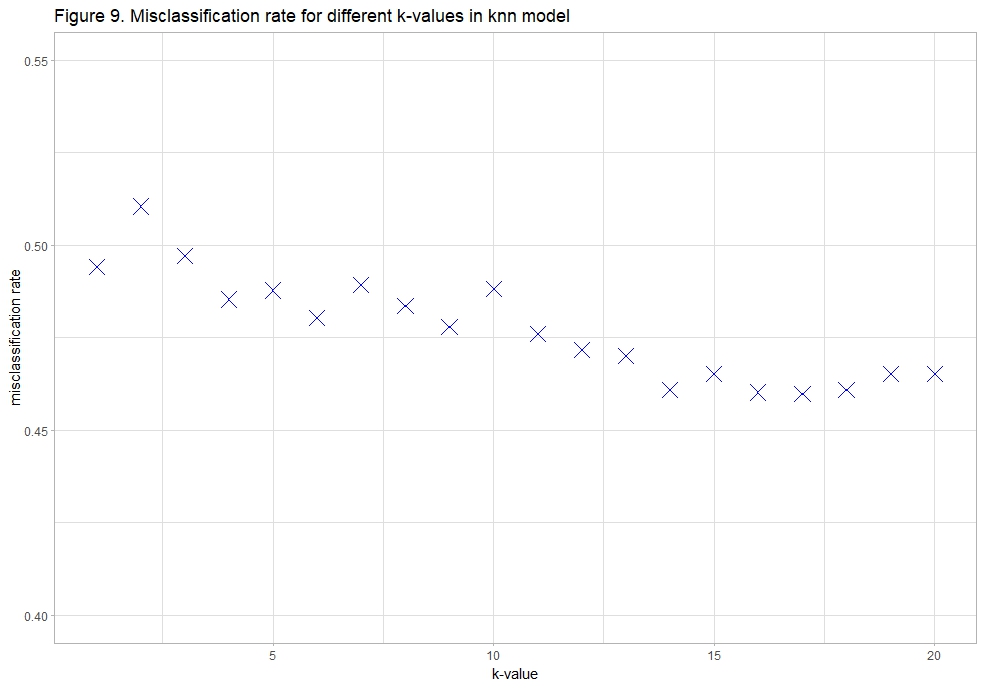 Figure 9. Misclassification rate for different k-values in knn model
0.55
0.50
0.45
0.40
misclassification rate
5 10 15 20
k-value